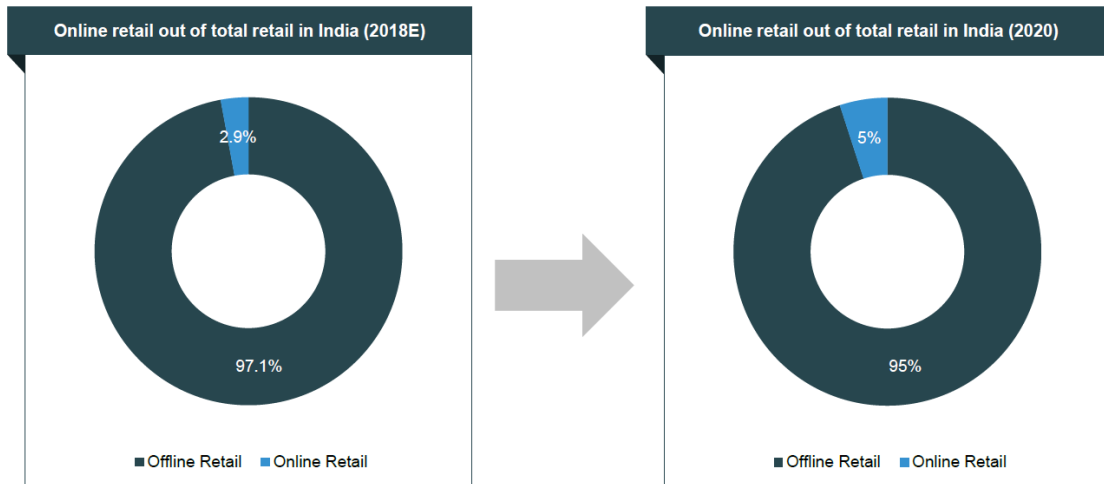 Online retail out of total retail in India (2018E)
2.9%
97.1%
Offline Retail Online Retail
Online retail out of total retail in India (2020)
5%
95%
Offline Retail Online Retail